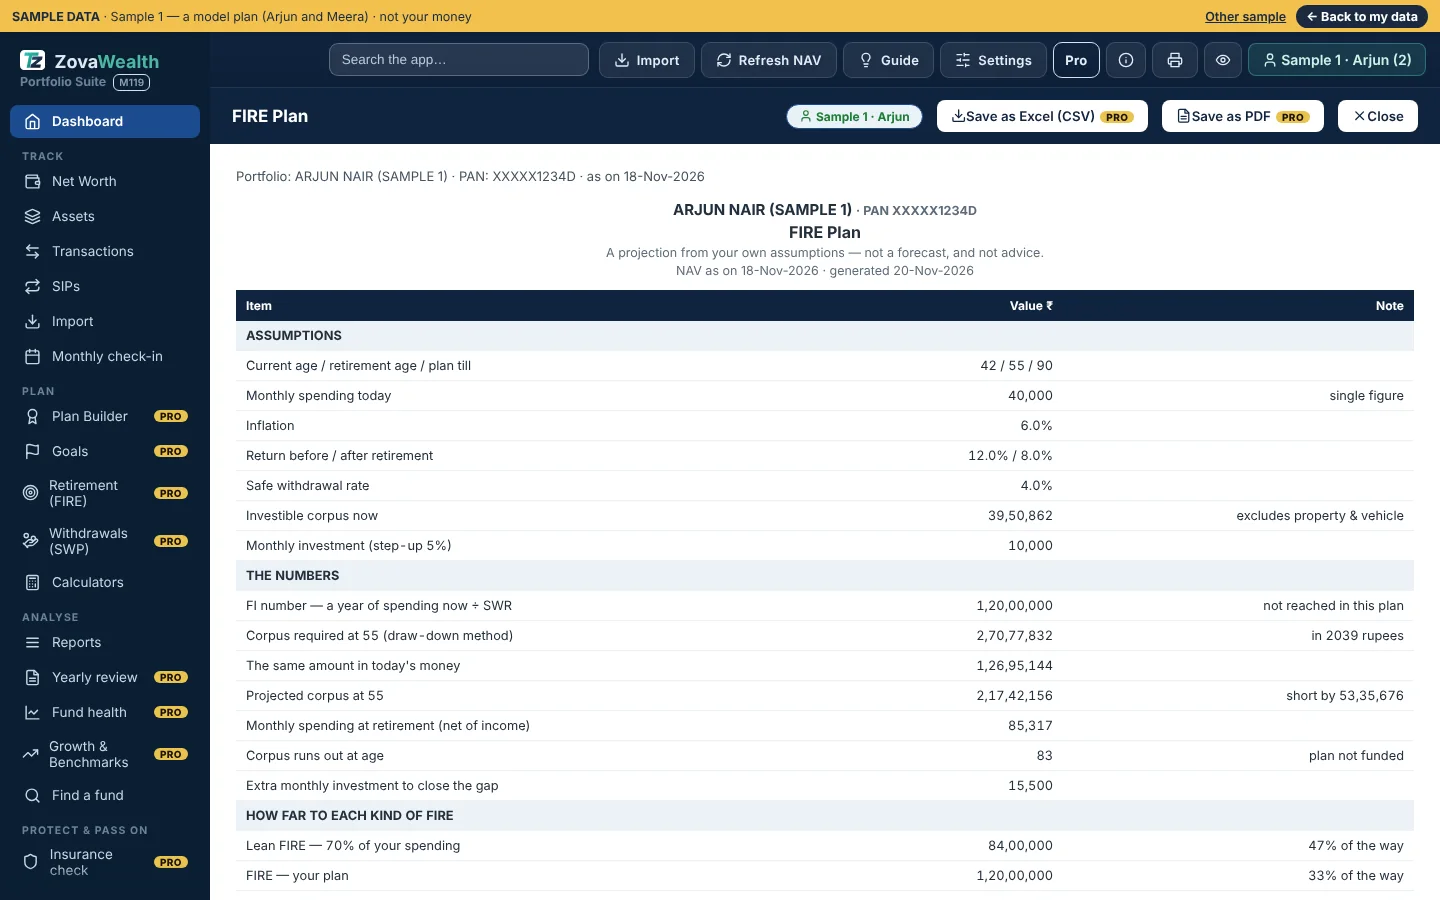 SAMPLE DATA · Sample 1 — a model plan (Arjun and Meera) · not your money
Other sample
← Back to my data
ZovaWealth
Portfolio Suite M119
Search the app…
Import
Refresh NAV
Guide
Settings
Pro
Sample 1 · Arjun (2)
Dashboard
TRACK
Net Worth
Assets
Transactions
SIPs
Import
Monthly check-in
PLAN
Plan Builder PRO
Goals PRO
Retirement
(FIRE) PRO
Withdrawals
(SWP) PRO
Calculators
ANALYSE
Reports
Yearly review PRO
Fund health PRO
Growth &
Benchmarks PRO
Find a fund
PROTECT & PASS ON
Insurance
check PRO
FIRE Plan
Sample 1 · Arjun
Save as Excel (CSV) PRO
Save as PDF PRO
Close
Portfolio: ARJUN NAIR (SAMPLE 1) · PAN: XXXXX1234D · as on 18-Nov-2026
ARJUN NAIR (SAMPLE 1) · PAN XXXXX1234D
FIRE Plan
A projection from your own assumptions — not a forecast, and not advice.
NAV as on 18-Nov-2026 · generated 20-Nov-2026
Item Value ₹ Note
ASSUMPTIONS
Current age / retirement age / plan till 42 / 55 / 90
Monthly spending today 40,000 single figure
Inflation 6.0%
Return before / after retirement 12.0% / 8.0%
Safe withdrawal rate 4.0%
Investible corpus now 39,50,862 excludes property & vehicle
Monthly investment (step-up 5%) 10,000
THE NUMBERS
FI number — a year of spending now ÷ SWR 1,20,00,000 not reached in this plan
Corpus required at 55 (draw-down method) 2,70,77,832 in 2039 rupees
The same amount in today's money 1,26,95,144
Projected corpus at 55 2,17,42,156 short by 53,35,676
Monthly spending at retirement (net of income) 85,317
Corpus runs out at age 83 plan not funded
Extra monthly investment to close the gap 15,500
HOW FAR TO EACH KIND OF FIRE
Lean FIRE — 70% of your spending 84,00,000 47% of the way
FIRE — your plan 1,20,00,000 33% of the way